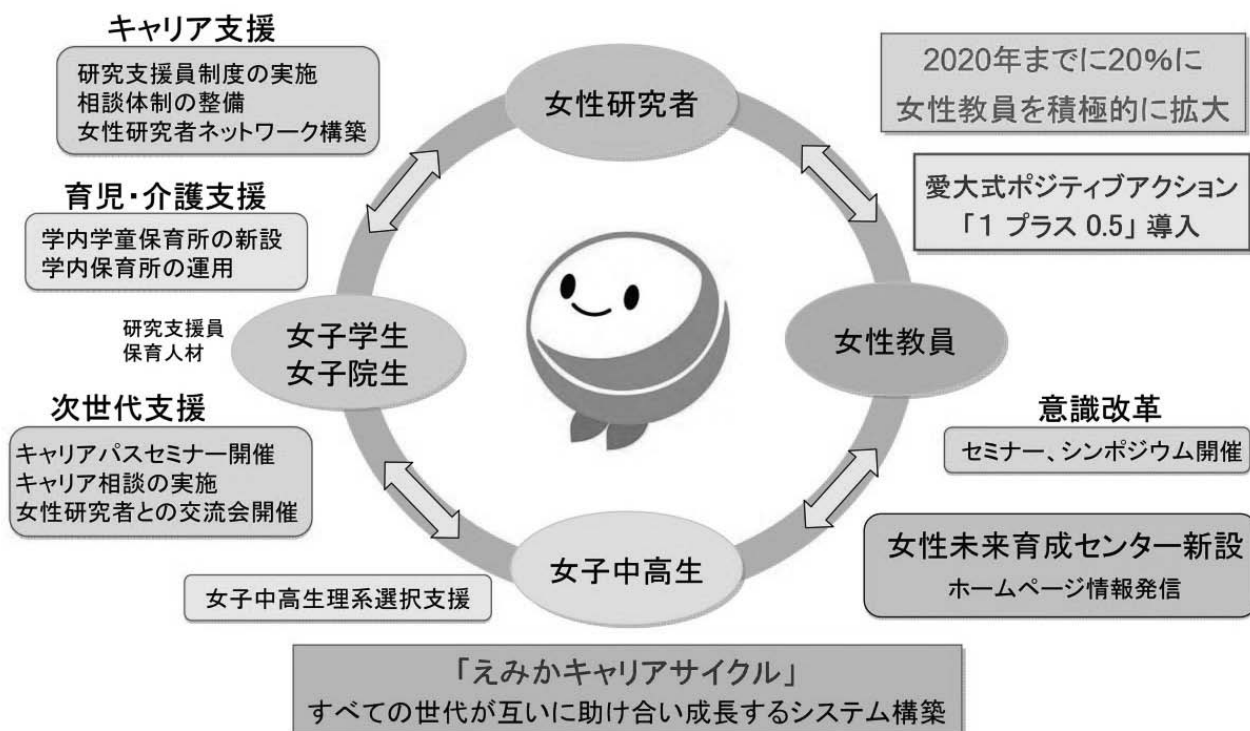 キャリア支援
研究支援員制度の実施
相談体制の整備
女性研究者ネットワーク構築
女性研究者
2020年までに20%に
女性教員を積極的に拡大
愛大式ポジティブアクション
「1 プラス 0.5」 導入
育児・介護支援
学内学童保育所の新設
学内保育所の運用
研究支援員
保育人材
女子学生
女子院生
女性教員
次世代支援
キャリアパスセミナー開催
キャリア相談の実施
女性研究者との交流会開催
意識改革
セミナー、シンポジウム開催
女子中高生
女子中高生理系選択支援
女性未来育成センター新設
ホームページ情報発信
「えみかキャリアサイクル」
すべての世代が互いに助け合い成長するシステム構築